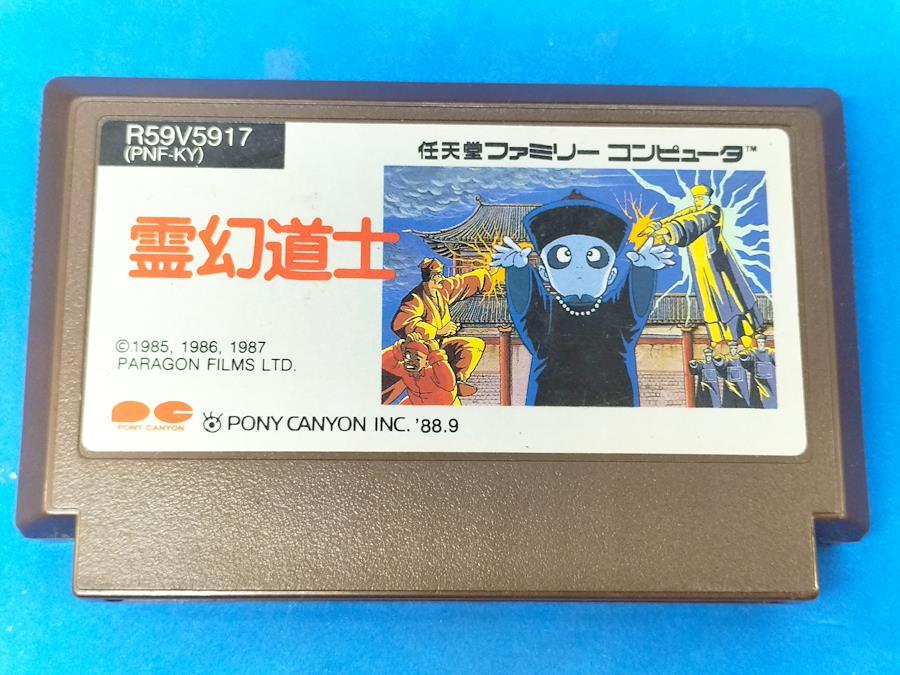 R59V5917
(PNF-KY)
任天堂ファミリー コンピュータ™
霊幻道士
©1985, 1986, 1987
PARAGON FILMS LTD.
PC
PONY CANYON
PONY CANYON INC. '88.9